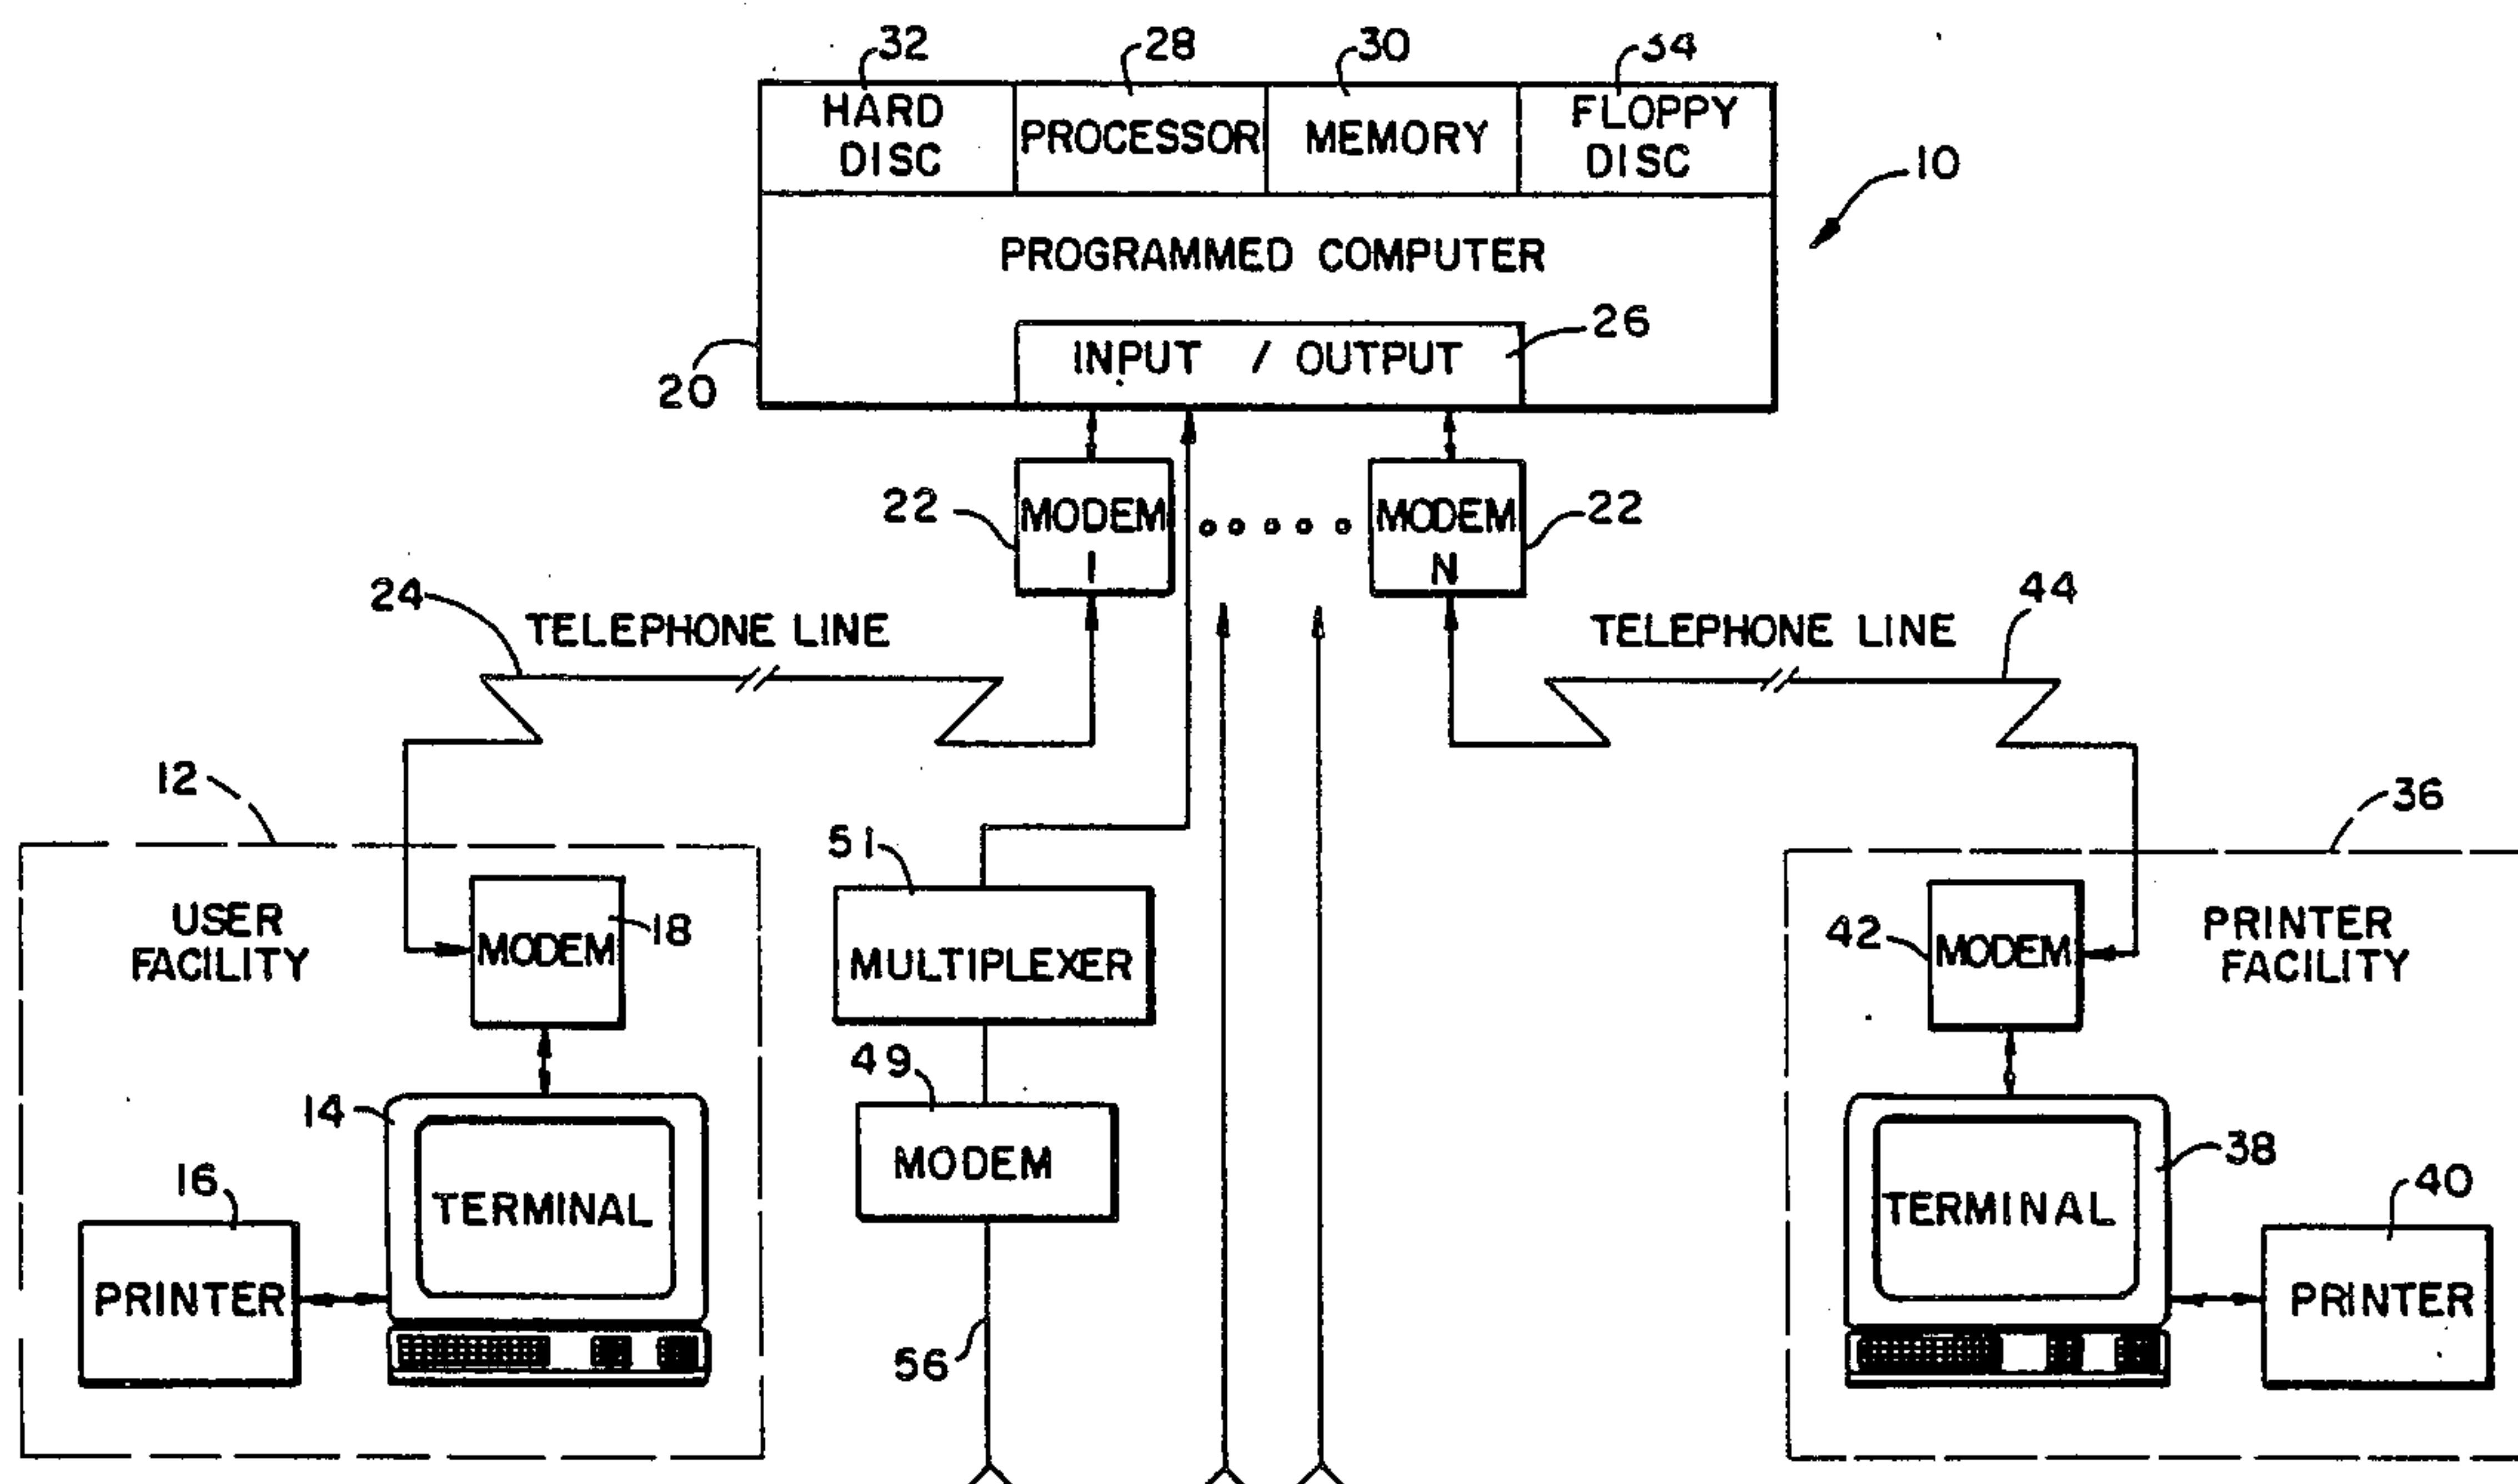 32
28
30
34
HARD
DISC
PROCESSOR
MEMORY
FLOPPY
DISC
10
PROGRAMMED COMPUTER
26
INPUT / OUTPUT
20
22
MODEM
1
MODEM
N
22
24
TELEPHONE LINE
TELEPHONE LINE
44
12
36
USER
FACILITY
MODEM
18
51
MULTIPLEXER
42
MODEM
PRINTER
FACILITY
14
TERMINAL
16
PRINTER
49
MODEM
56
TERMINAL
38
40
PRINTER